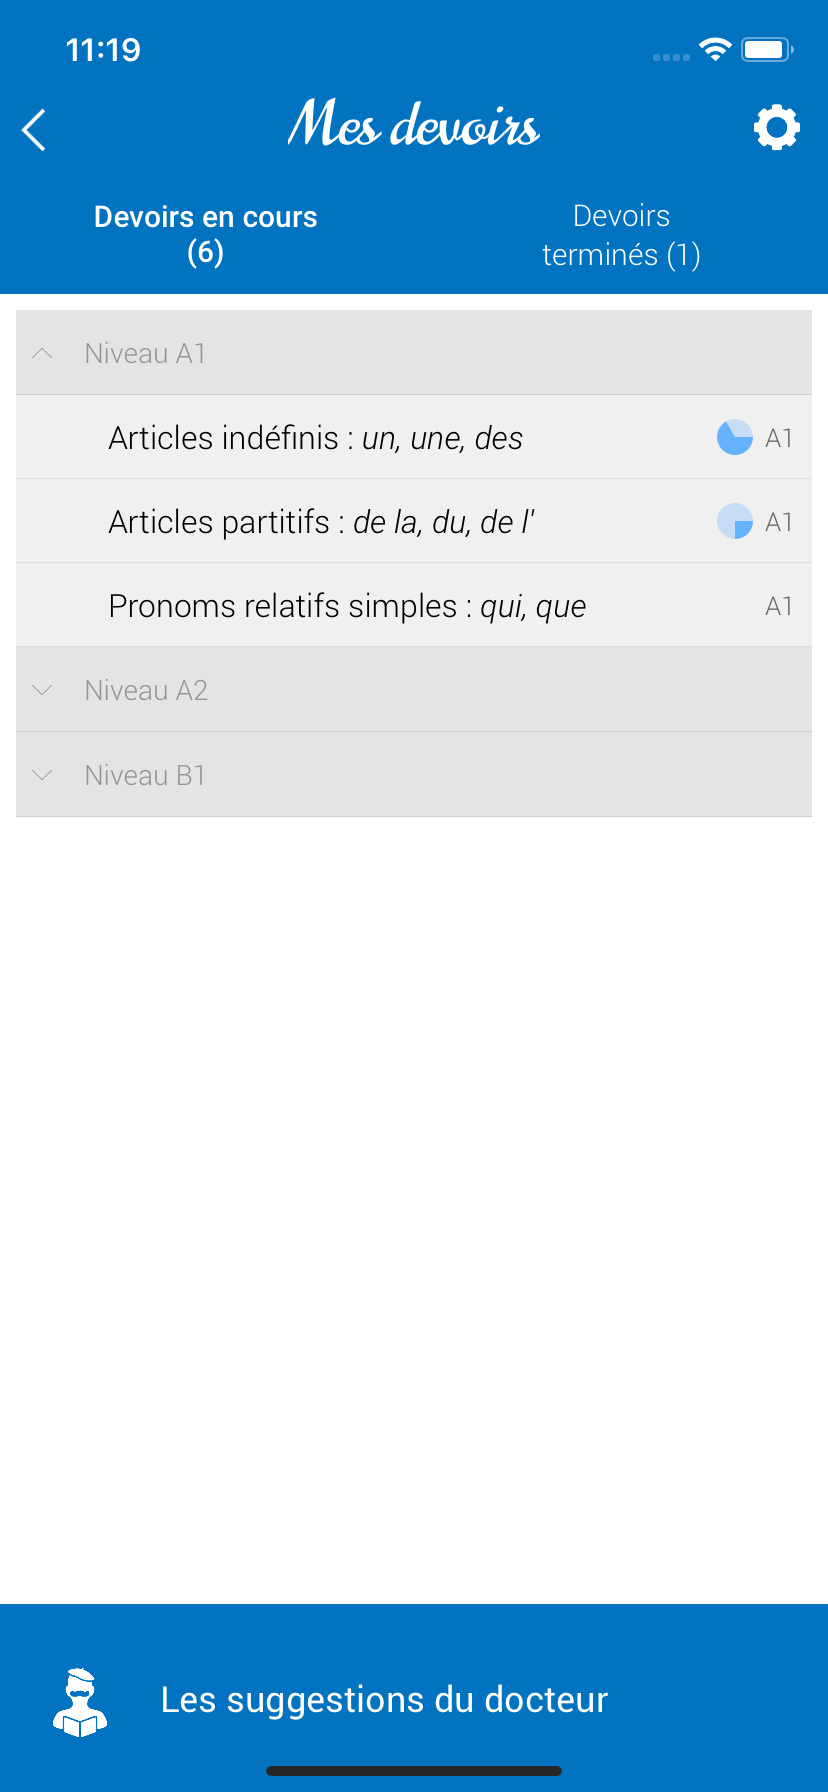 11:19
Mes devoirs
Devoirs en cours
(6)
Devoirs
terminés (1)
Niveau A1
Articles indéfinis : un, une, des A1
Articles partitifs : de la, du, de l' A1
Pronoms relatifs simples : qui, que A1
Niveau A2
Niveau B1
Les suggestions du docteur